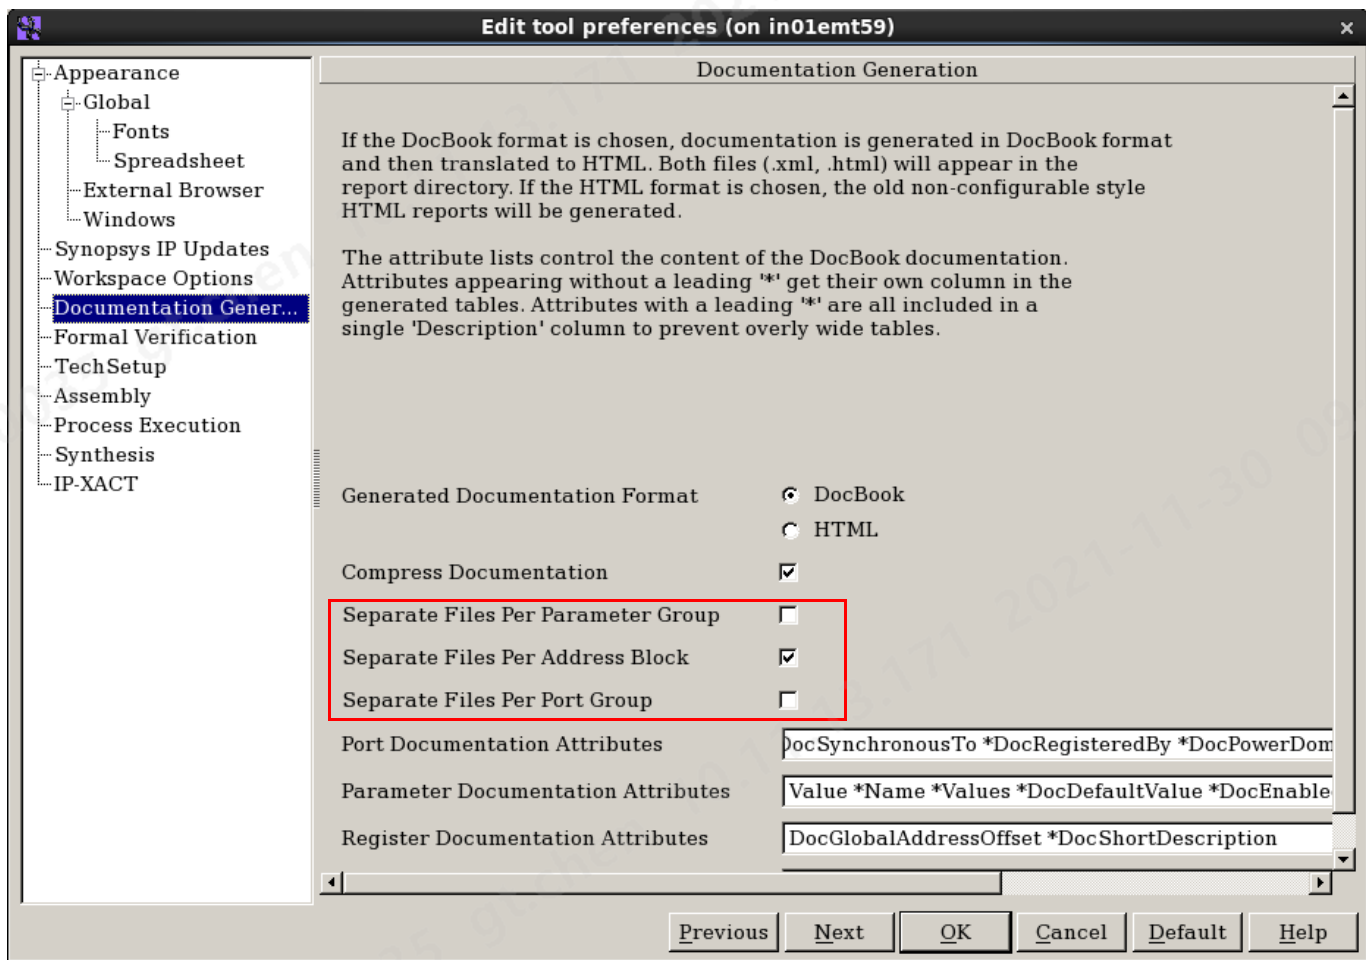 Edit tool preferences (on in01emt59)
Appearance
Global
Fonts
Spreadsheet
External Browser
Windows
Synopsys IP Updates
Workspace Options
Documentation Gener...
Formal Verification
TechSetup
Assembly
Process Execution
Synthesis
IP-XACT
Documentation Generation
If the DocBook format is chosen, documentation is generated in DocBook format
and then translated to HTML. Both files (.xml, .html) will appear in the
report directory. If the HTML format is chosen, the old non-configurable style
HTML reports will be generated.
The attribute lists control the content of the DocBook documentation.
Attributes appearing without a leading '*' get their own column in the
generated tables. Attributes with a leading '*' are all included in a
single 'Description' column to prevent overly wide tables.
Generated Documentation Format
DocBook
HTML
Compress Documentation
Separate Files Per Parameter Group
Separate Files Per Address Block
Separate Files Per Port Group
Port Documentation Attributes
DocSynchronousTo *DocRegisteredBy *DocPowerDom
Parameter Documentation Attributes
Value *Name *Values *DocDefaultValue *DocEnable
Register Documentation Attributes
DocGlobalAddressOffset *DocShortDescription
Previous
Next
OK
Cancel
Default
Help